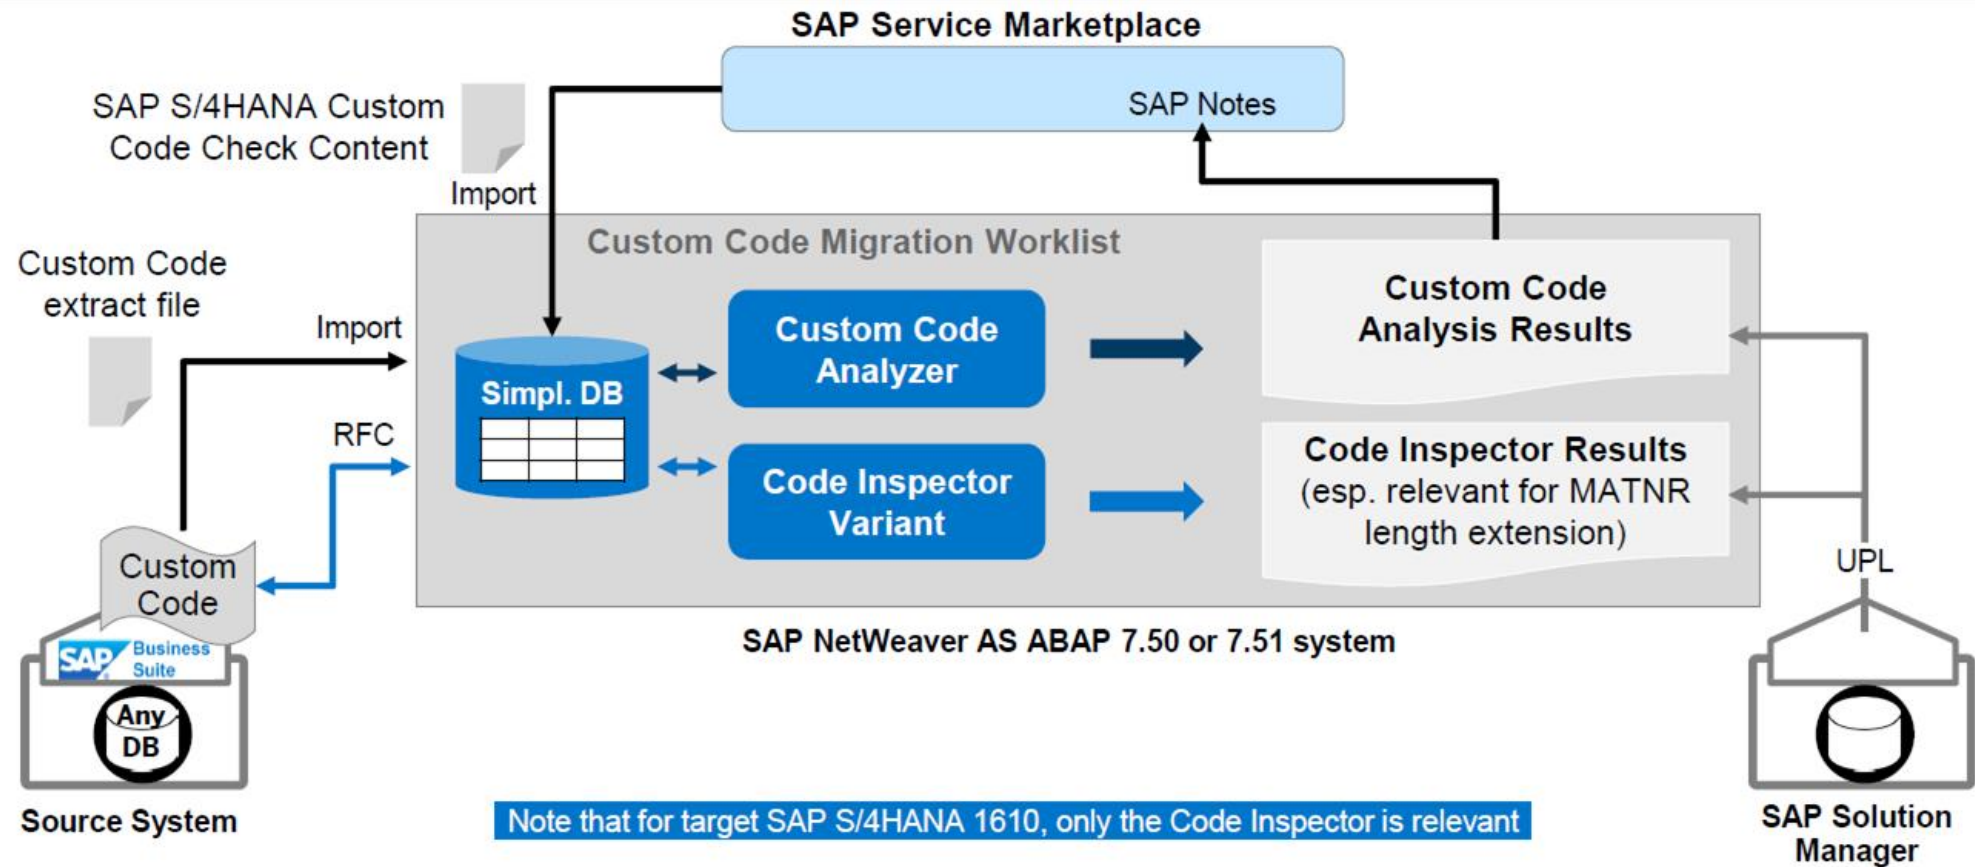 SAP Service Marketplace
SAP Notes
SAP S/4HANA Custom
Code Check Content
Import
Custom Code Migration Worklist
Custom Code
extract file
Import
RFC
Simpl. DB
Custom Code
Analyzer
Code Inspector
Variant
Custom Code
Analysis Results
Code Inspector Results
(esp. relevant for MATNR
length extension)
UPL
Custom
Code
SAP
Business
Suite
Any
DB
Source System
SAP NetWeaver AS ABAP 7.50 or 7.51 system
Note that for target SAP S/4HANA 1610, only the Code Inspector is relevant
SAP Solution
Manager